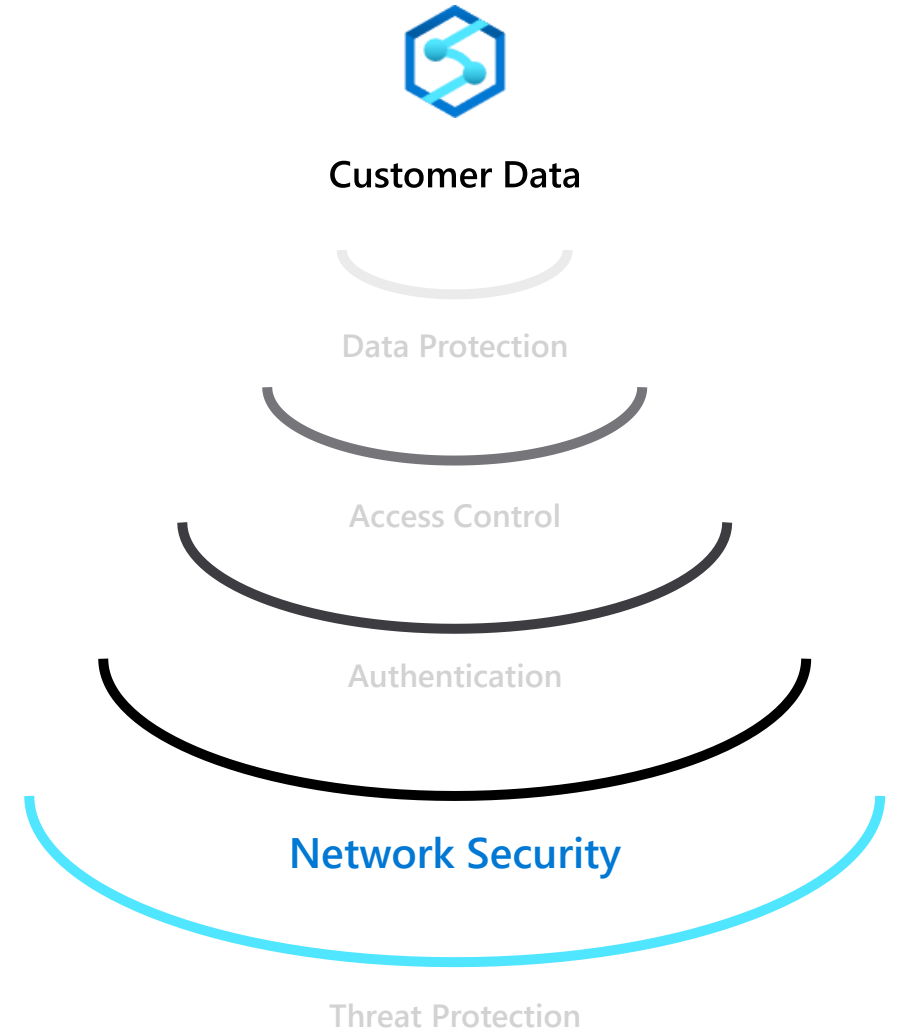 Customer Data
Data Protection
Access Control
Authentication
Network Security
Threat Protection